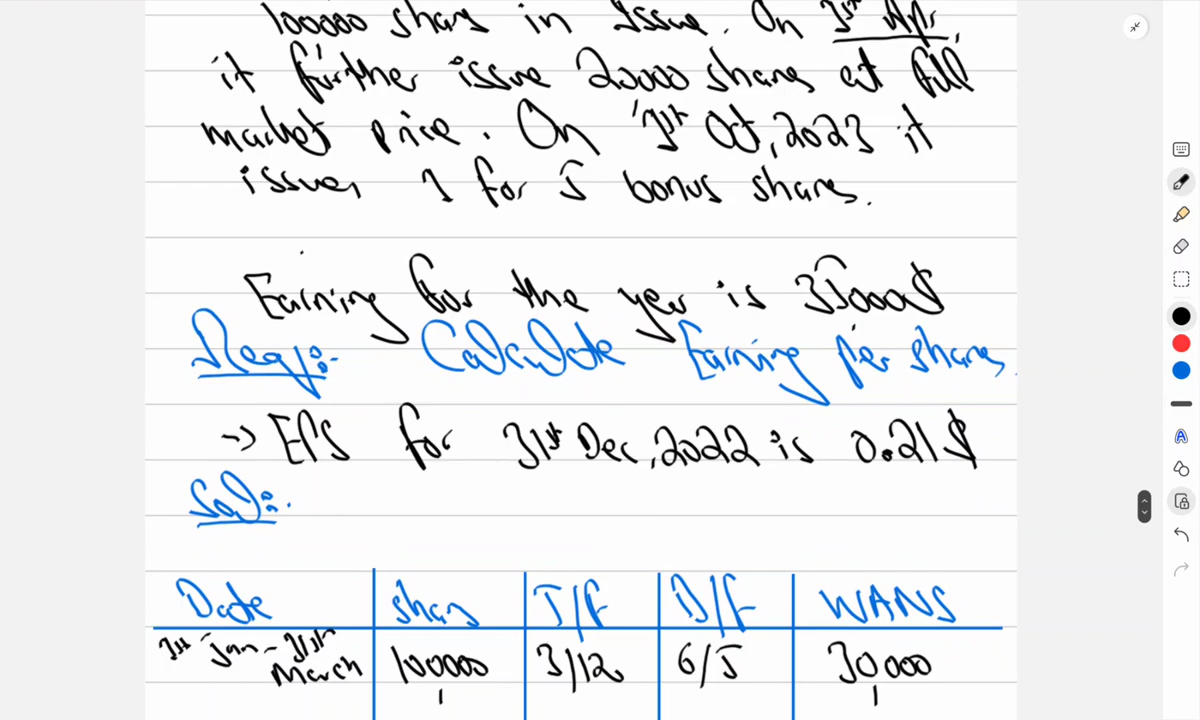 100000 shares in Issue. On 1st Apr,
it further issue 20000 shares at full
market price. On 1st Oct, 2023 it
issues 1 for 5 bonus shares.
Earning for the year is 35000$
Req:- Calculate Earning per shares
→ EPS for 31st Dec, 2022 is 0.21$
Sol:-
Date shares T/F B/F WANS
1st Jan - 31st
March 100000 3/12 6/5 30000